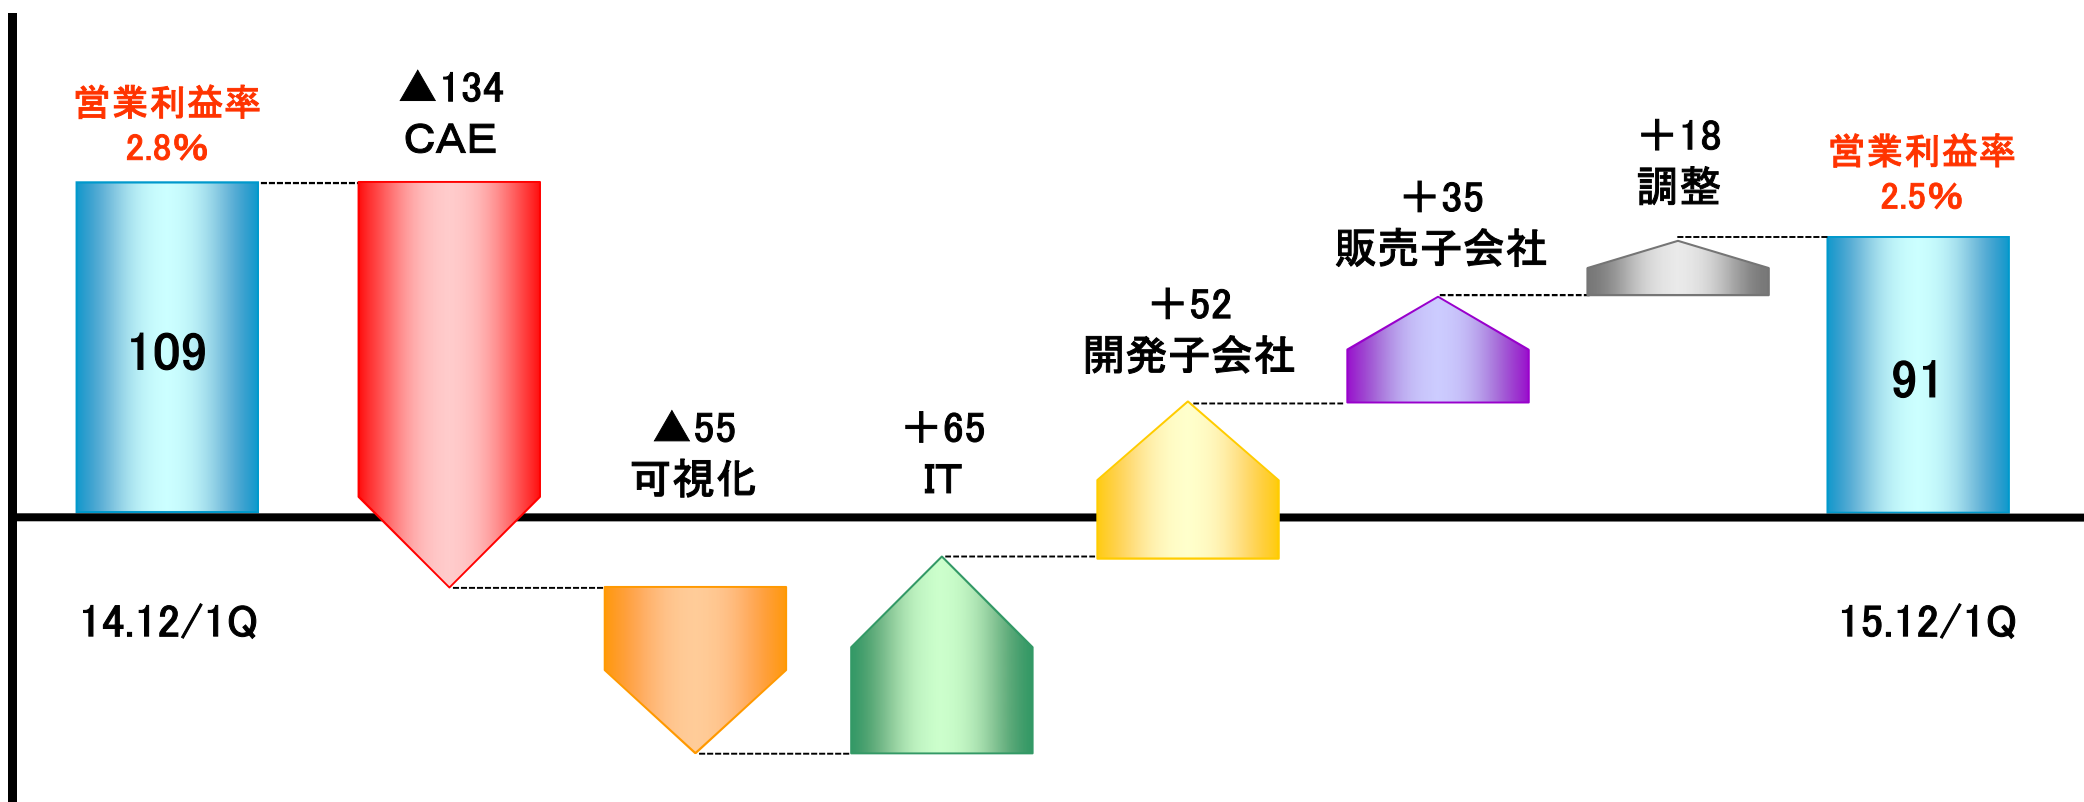 営業利益率
2.8%
109
14.12/1Q
▲134
CAE
▲55
可視化
+65
IT
+52
開発子会社
+35
販売子会社
+18
調整
営業利益率
2.5%
91
15.12/1Q